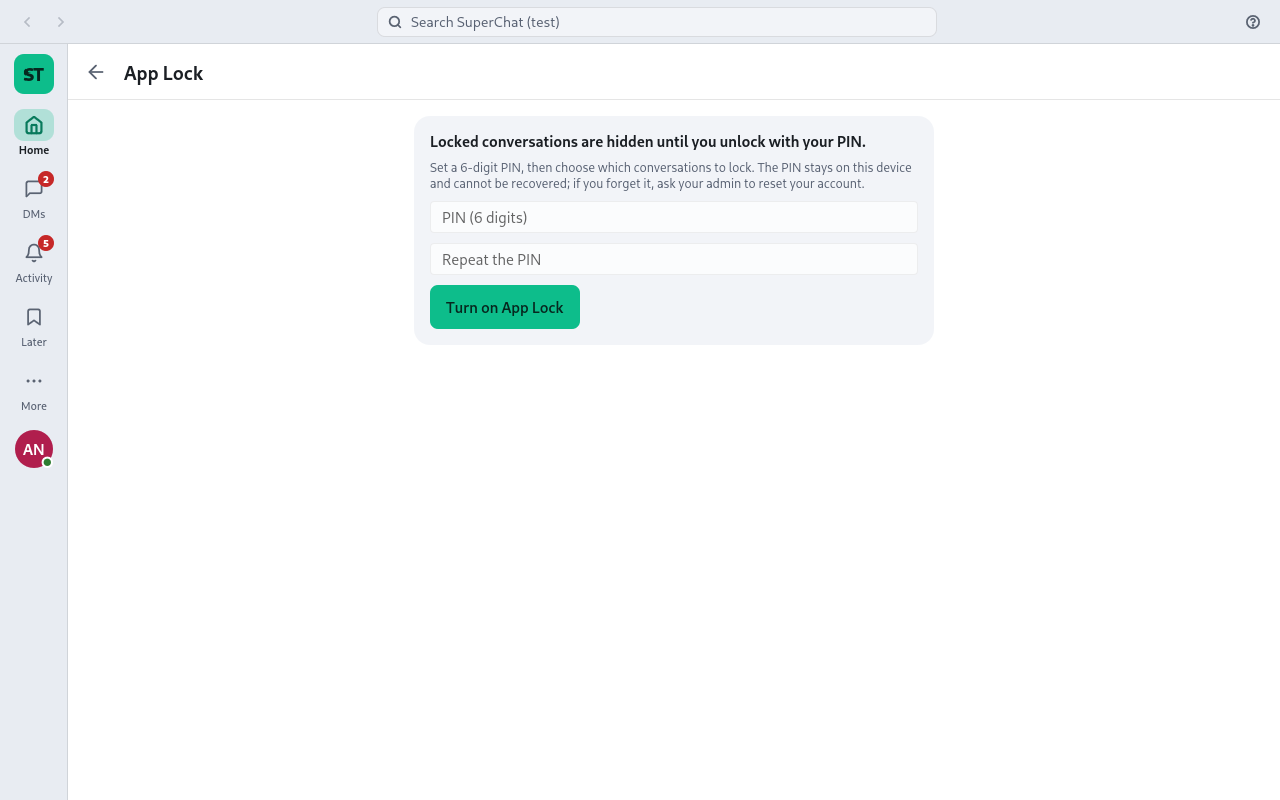 Search SuperChat (test)
ST
Home
2
DMs
5
Activity
Later
More
AN
App Lock
Locked conversations are hidden until you unlock with your PIN.
Set a 6-digit PIN, then choose which conversations to lock. The PIN stays on this device
and cannot be recovered; if you forget it, ask your admin to reset your account.
PIN (6 digits)
Repeat the PIN
Turn on App Lock